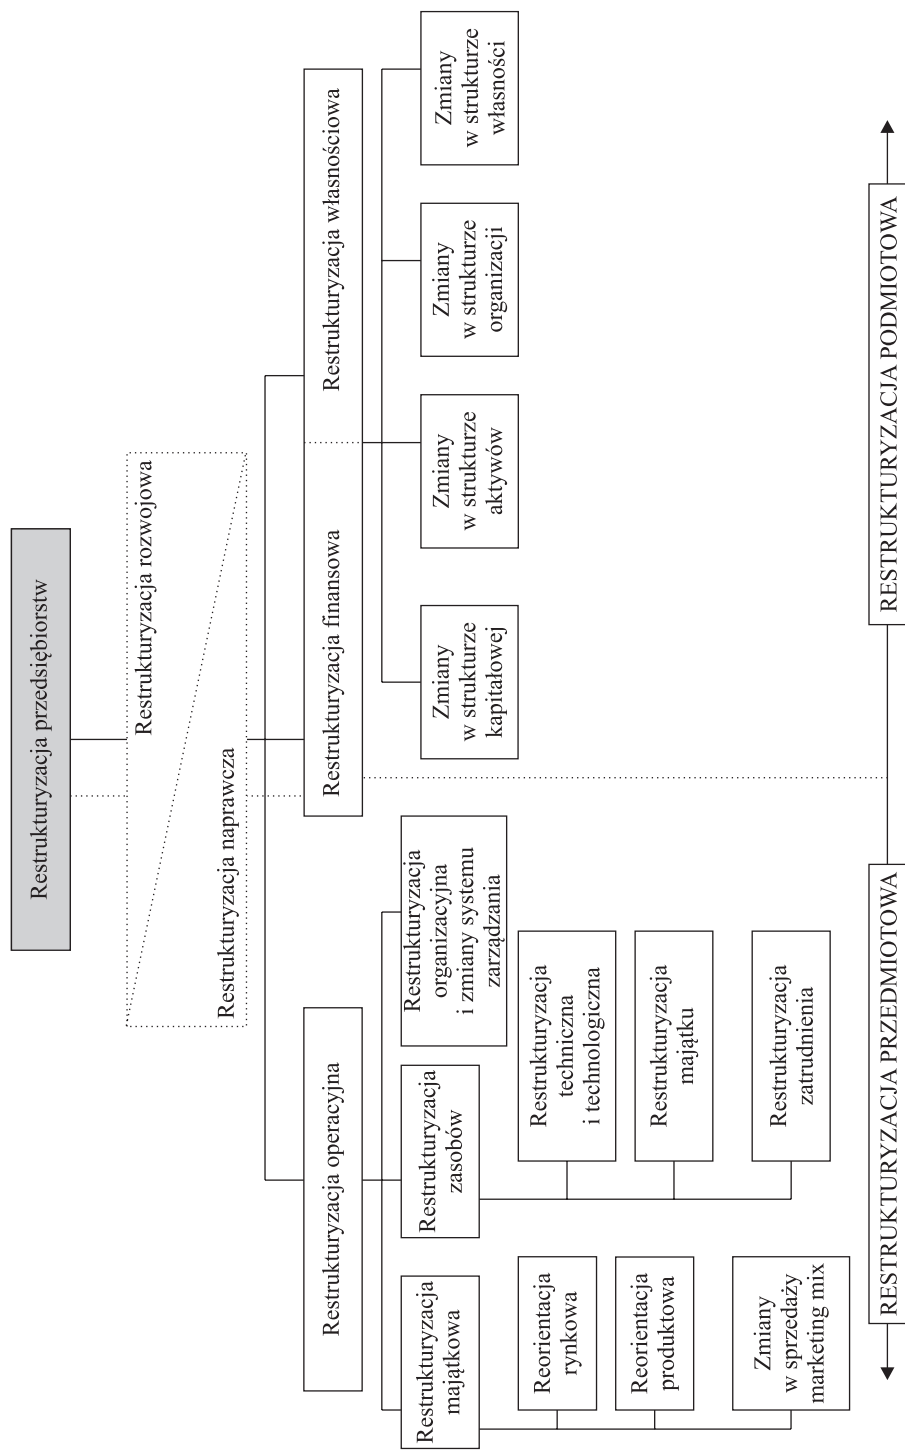 Restrukturyzacja przedsiębiorstw
Restrukturyzacja rozwojowa
Restrukturyzacja naprawcza
Restrukturyzacja operacyjna
Restrukturyzacja finansowa
Restrukturyzacja własnościowa
Restrukturyzacja
majątkowa
Restrukturyzacja
zasobów
Restrukturyzacja
organizacyjna
i zmiany systemu
zarządzania
Zmiany
w strukturze
kapitałowej
Zmiany
w strukturze
aktywów
Zmiany
w strukturze
organizacji
Zmiany
w strukturze
własności
Reorientacja
rynkowa
Reorientacja
produktowa
Zmiany
w sprzedaży
marketing mix
Restrukturyzacja
techniczna
i technologiczna
Restrukturyzacja
majątku
Restrukturyzacja
zatrudnienia
RESTRUKTURYZACJA PRZEDMIOTOWA
RESTRUKTURYZACJA PODMIOTOWA